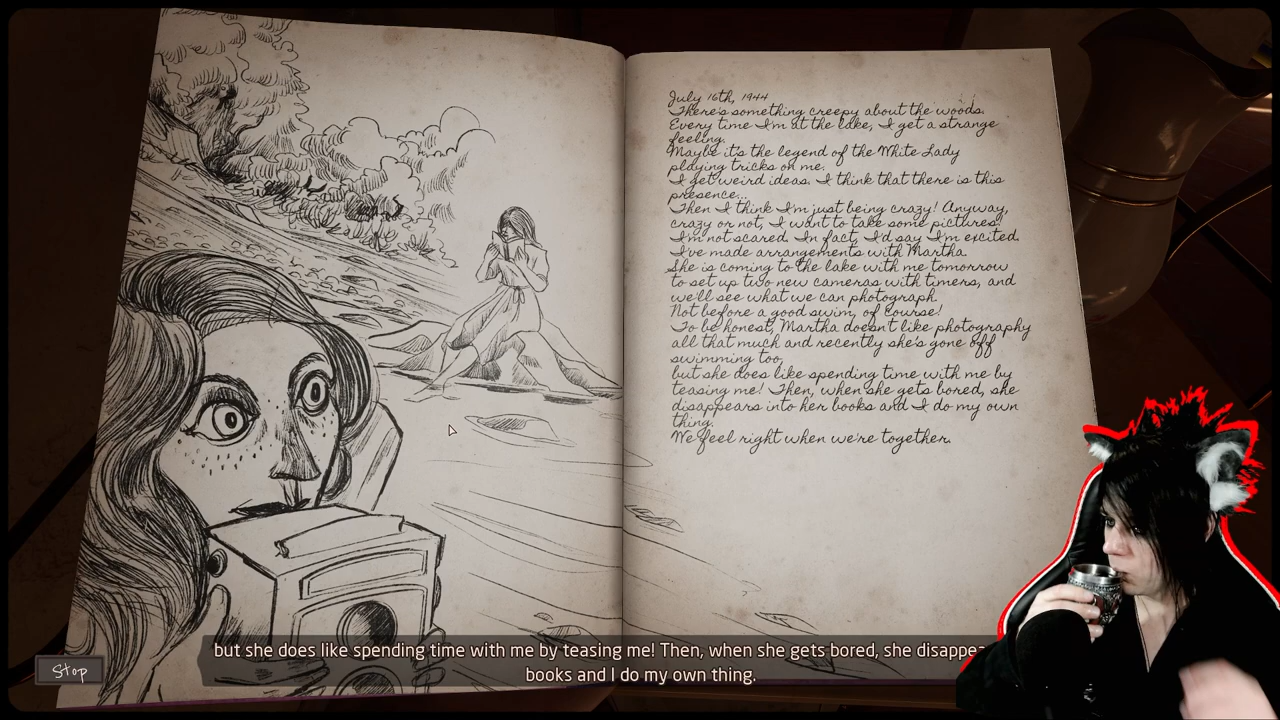 July 16th, 1944
There's something creepy about the woods.
Every time I'm at the lake, I get a strange
feeling.
Maybe it's the legend of the White Lady
playing tricks on me.
I get weird ideas. I think that there is this
presence...
Then I think I'm just being crazy! Anyway,
crazy or not, I want to take some pictures.
I'm not scared. In fact, I'd say I'm excited.
I've made arrangements with Martha.
She is coming to the lake with me tomorrow
to set up two new cameras with timers, and
we'll see what we can photograph.
Not before a good swim, of course!
To be honest, Martha doesn't like photography
all that much and recently she's gone off
swimming too,
but she does like spending time with me by
teasing me! Then, when she gets bored, she
disappears into her books and I do my own
thing.
We feel right when we're together.
but she does like spending time with me by teasing me! Then, when she gets bored, she
books and I do my own thing.
Stop